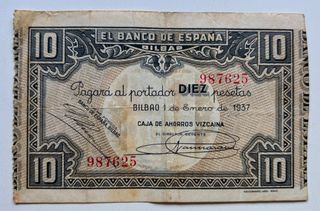 10 EL BANCO DE ESPAÑA 10
BILBAO
987625
Pagará al portador DIEZ pesetas
BILBAO 1 de Enero de 1937
CAJA DE AHORROS VIZCAINA
EL DIRECTOR GERENTE
987625
10 10